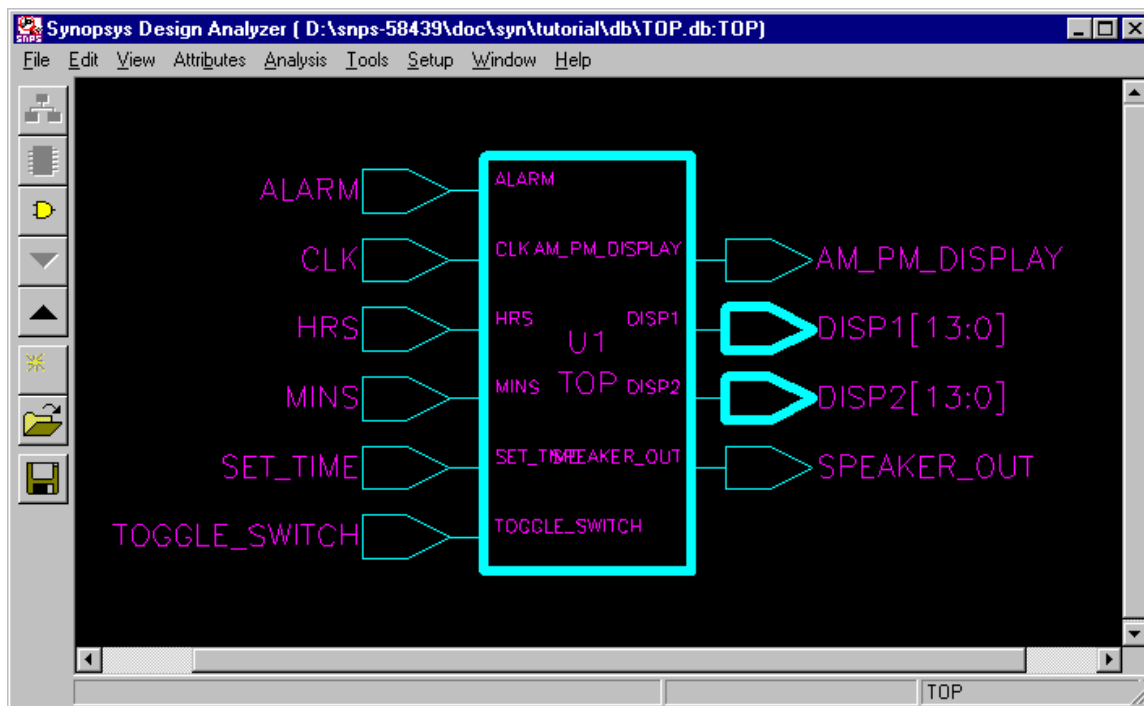 Synopsys Design Analyzer ( D:\snps-58439\doc\syn\tutorial\db\TOP.db:TOP)
File Edit View Attributes Analysis Tools Setup Window Help
ALARM ALARM
CLK CLK AM_PM_DISPLAY AM_PM_DISPLAY
HRS HRS DISP1 DISP1[13:0]
U1
MINS MINS TOP DISP2 DISP2[13:0]
SET_TIME SET_TIME SPEAKER_OUT SPEAKER_OUT
TOGGLE_SWITCH TOGGLE_SWITCH
TOP